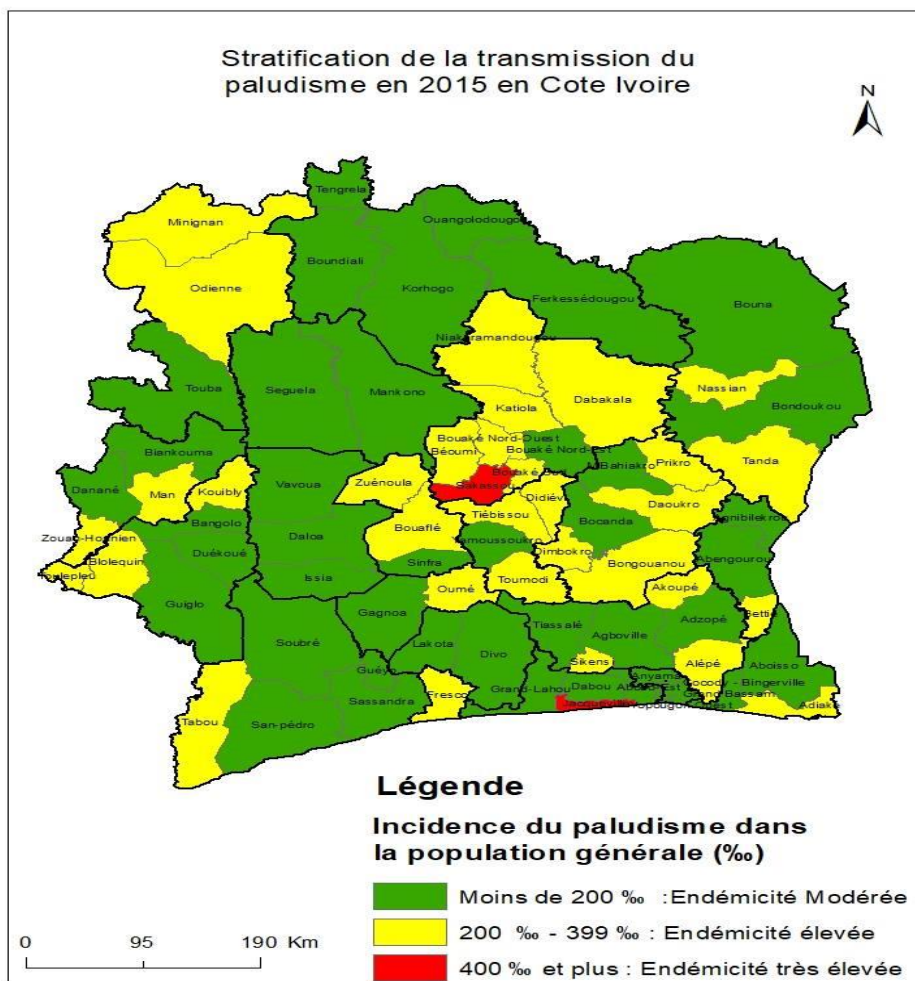 Stratification de la transmission du
paludisme en 2015 en Cote Ivoire
N
Tengrela
Minignan
Ouangolodougou
Boundiali
Odienne
Korhogo
Ferkessédougou
Bouna
Niakaramandougou
Nassian
Touba
Seguela
Mankono
Dabakala
Bondoukou
Katiola
Bouaké Nord-Ouest
Béoumi
Bouaké Nord-Est
Biankouma
Prikro
Tanda
Danané
Man
Kouibly
Vavoua
Zuénoula
Sakassou
Didiévi
Daoukro
Bangolo
Tiébissou
Bocanda
Bouaflé
Zouan-Hounien
Duékoué
Daloa
Yamoussoukro
Dimbokro
Abengourou
Blolequin
Sinfra
Bongouanou
Guiglo
Issia
Oumé
Toumodi
Akoupé
Bettié
Gagnoa
Tiassalé
Adzopé
Soubré
Lakota
Divo
Agboville
Sikensi
Alépé
Aboisso
Guéyo
Anyama
Cocody - Bingerville
Fresco
Grand-Lahou
Dabou
Grand Bassam
Tabou
San-pédro
Sassandra
Adiaké
Légende
Incidence du paludisme dans
la population générale (‰)
Moins de 200 ‰ :Endémicité Modérée
200 ‰ - 399 ‰ : Endémicité élevée
400 ‰ et plus : Endémicité très élevée
0 95 190 Km